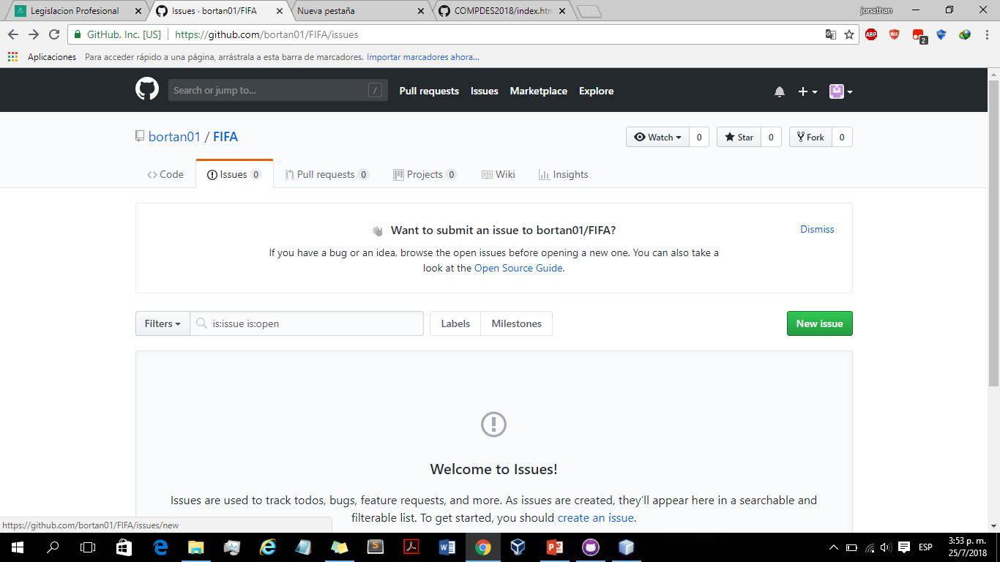 Legislacion Profesional
Issues · bortan01/FIFA
Nueva pestaña
COMPDES2018/index.htm
jonathan
GitHub, Inc. [US]
https://github.com/bortan01/FIFA/issues
ABP
2
Aplicaciones
Para acceder rápido a una página, arrástrala a esta barra de marcadores. Importar marcadores ahora...
Search or jump to...
/
Pull requests
Issues
Marketplace
Explore
bortan01 / FIFA
Watch 0
Star 0
Fork 0
Code
Issues 0
Pull requests 0
Projects 0
Wiki
Insights
Want to submit an issue to bortan01/FIFA?
Dismiss
If you have a bug or an idea, browse the open issues before opening a new one. You can also take a
look at the Open Source Guide.
Filters
is:issue is:open
Labels
Milestones
New issue
Welcome to Issues!
Issues are used to track todos, bugs, feature requests, and more. As issues are created, they’ll appear here in a searchable and
filterable list. To get started, you should create an issue.
https://github.com/bortan01/FIFA/issues/new
ESP
3:53 p. m.
25/7/2018